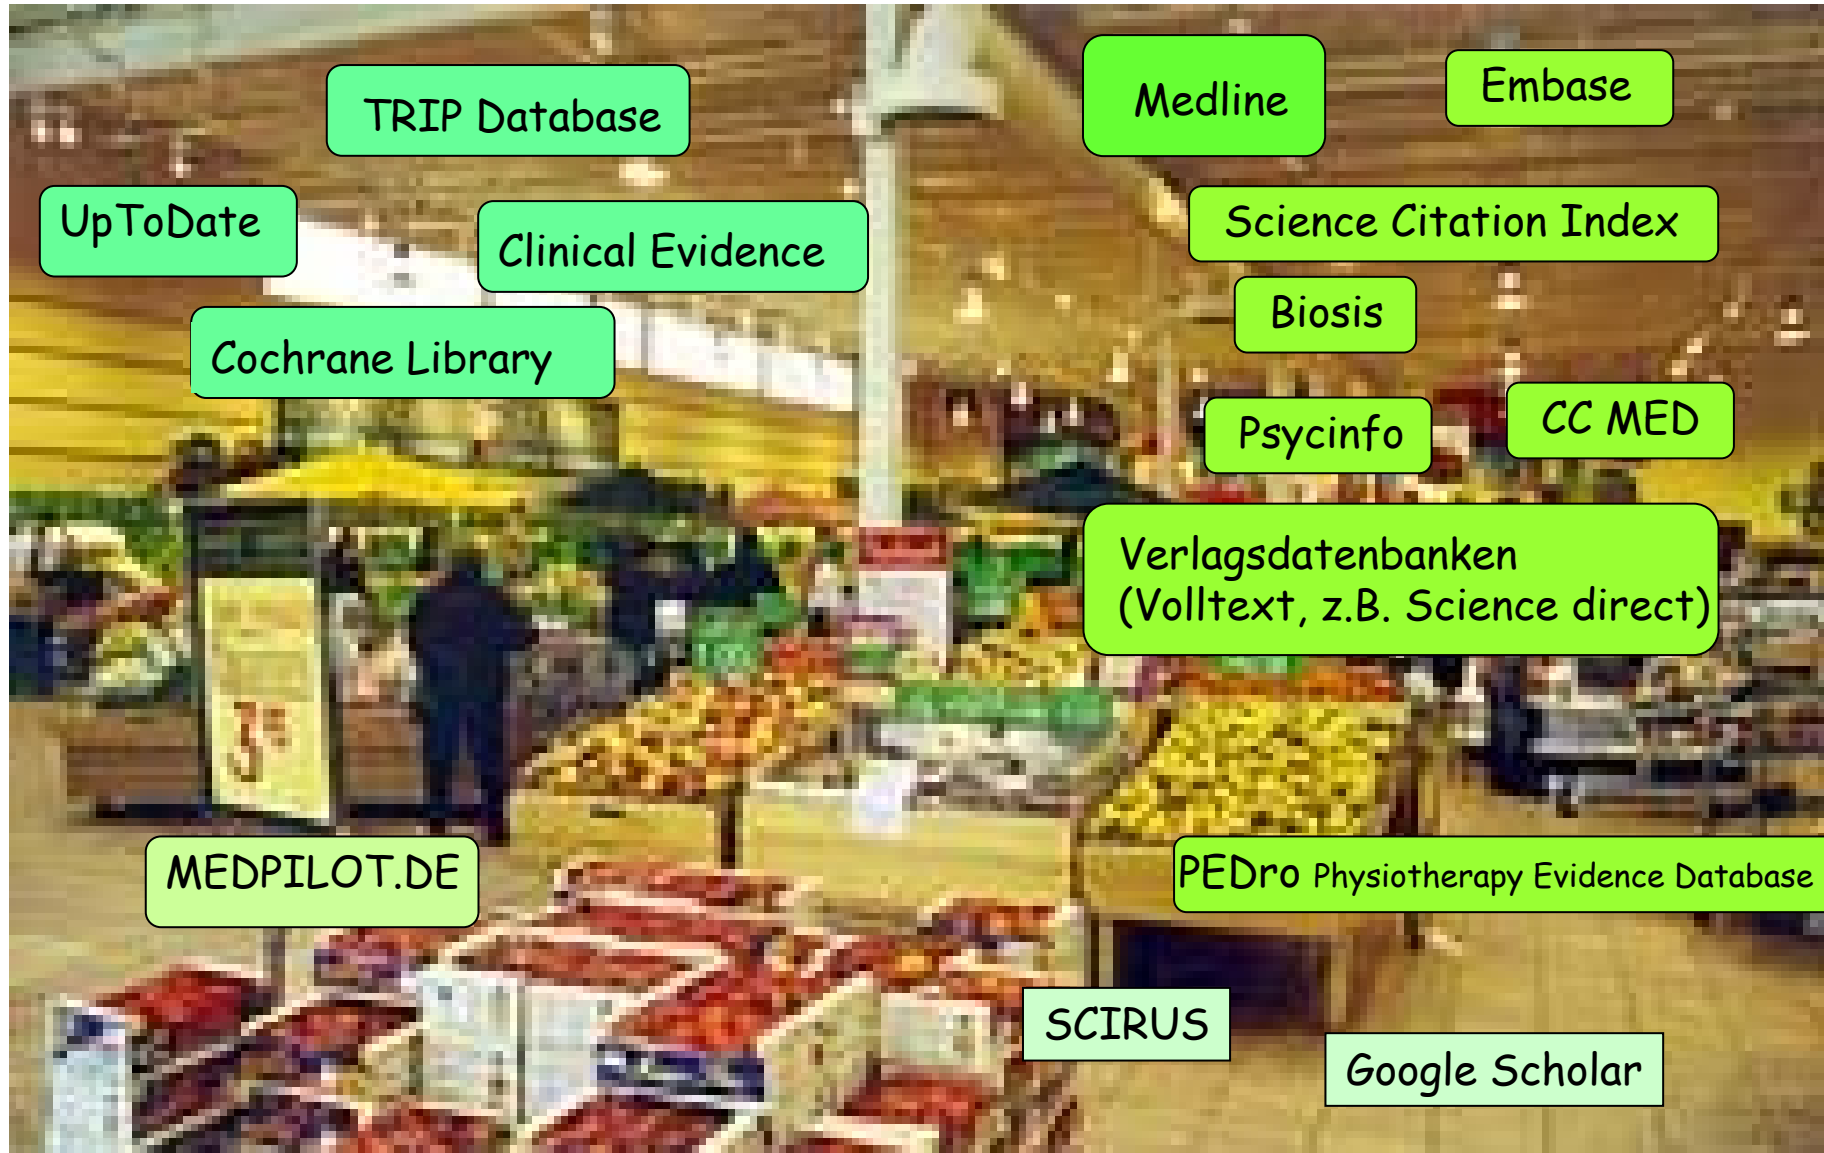 TRIP Database
UpToDate
Clinical Evidence
Cochrane Library
Medline
Embase
Science Citation Index
Biosis
Psycinfo
CC MED
Verlagsdatenbanken
(Volltext, z.B. Science direct)
MEDPILOT.DE
PEDro Physiotherapy Evidence Database
SCIRUS
Google Scholar